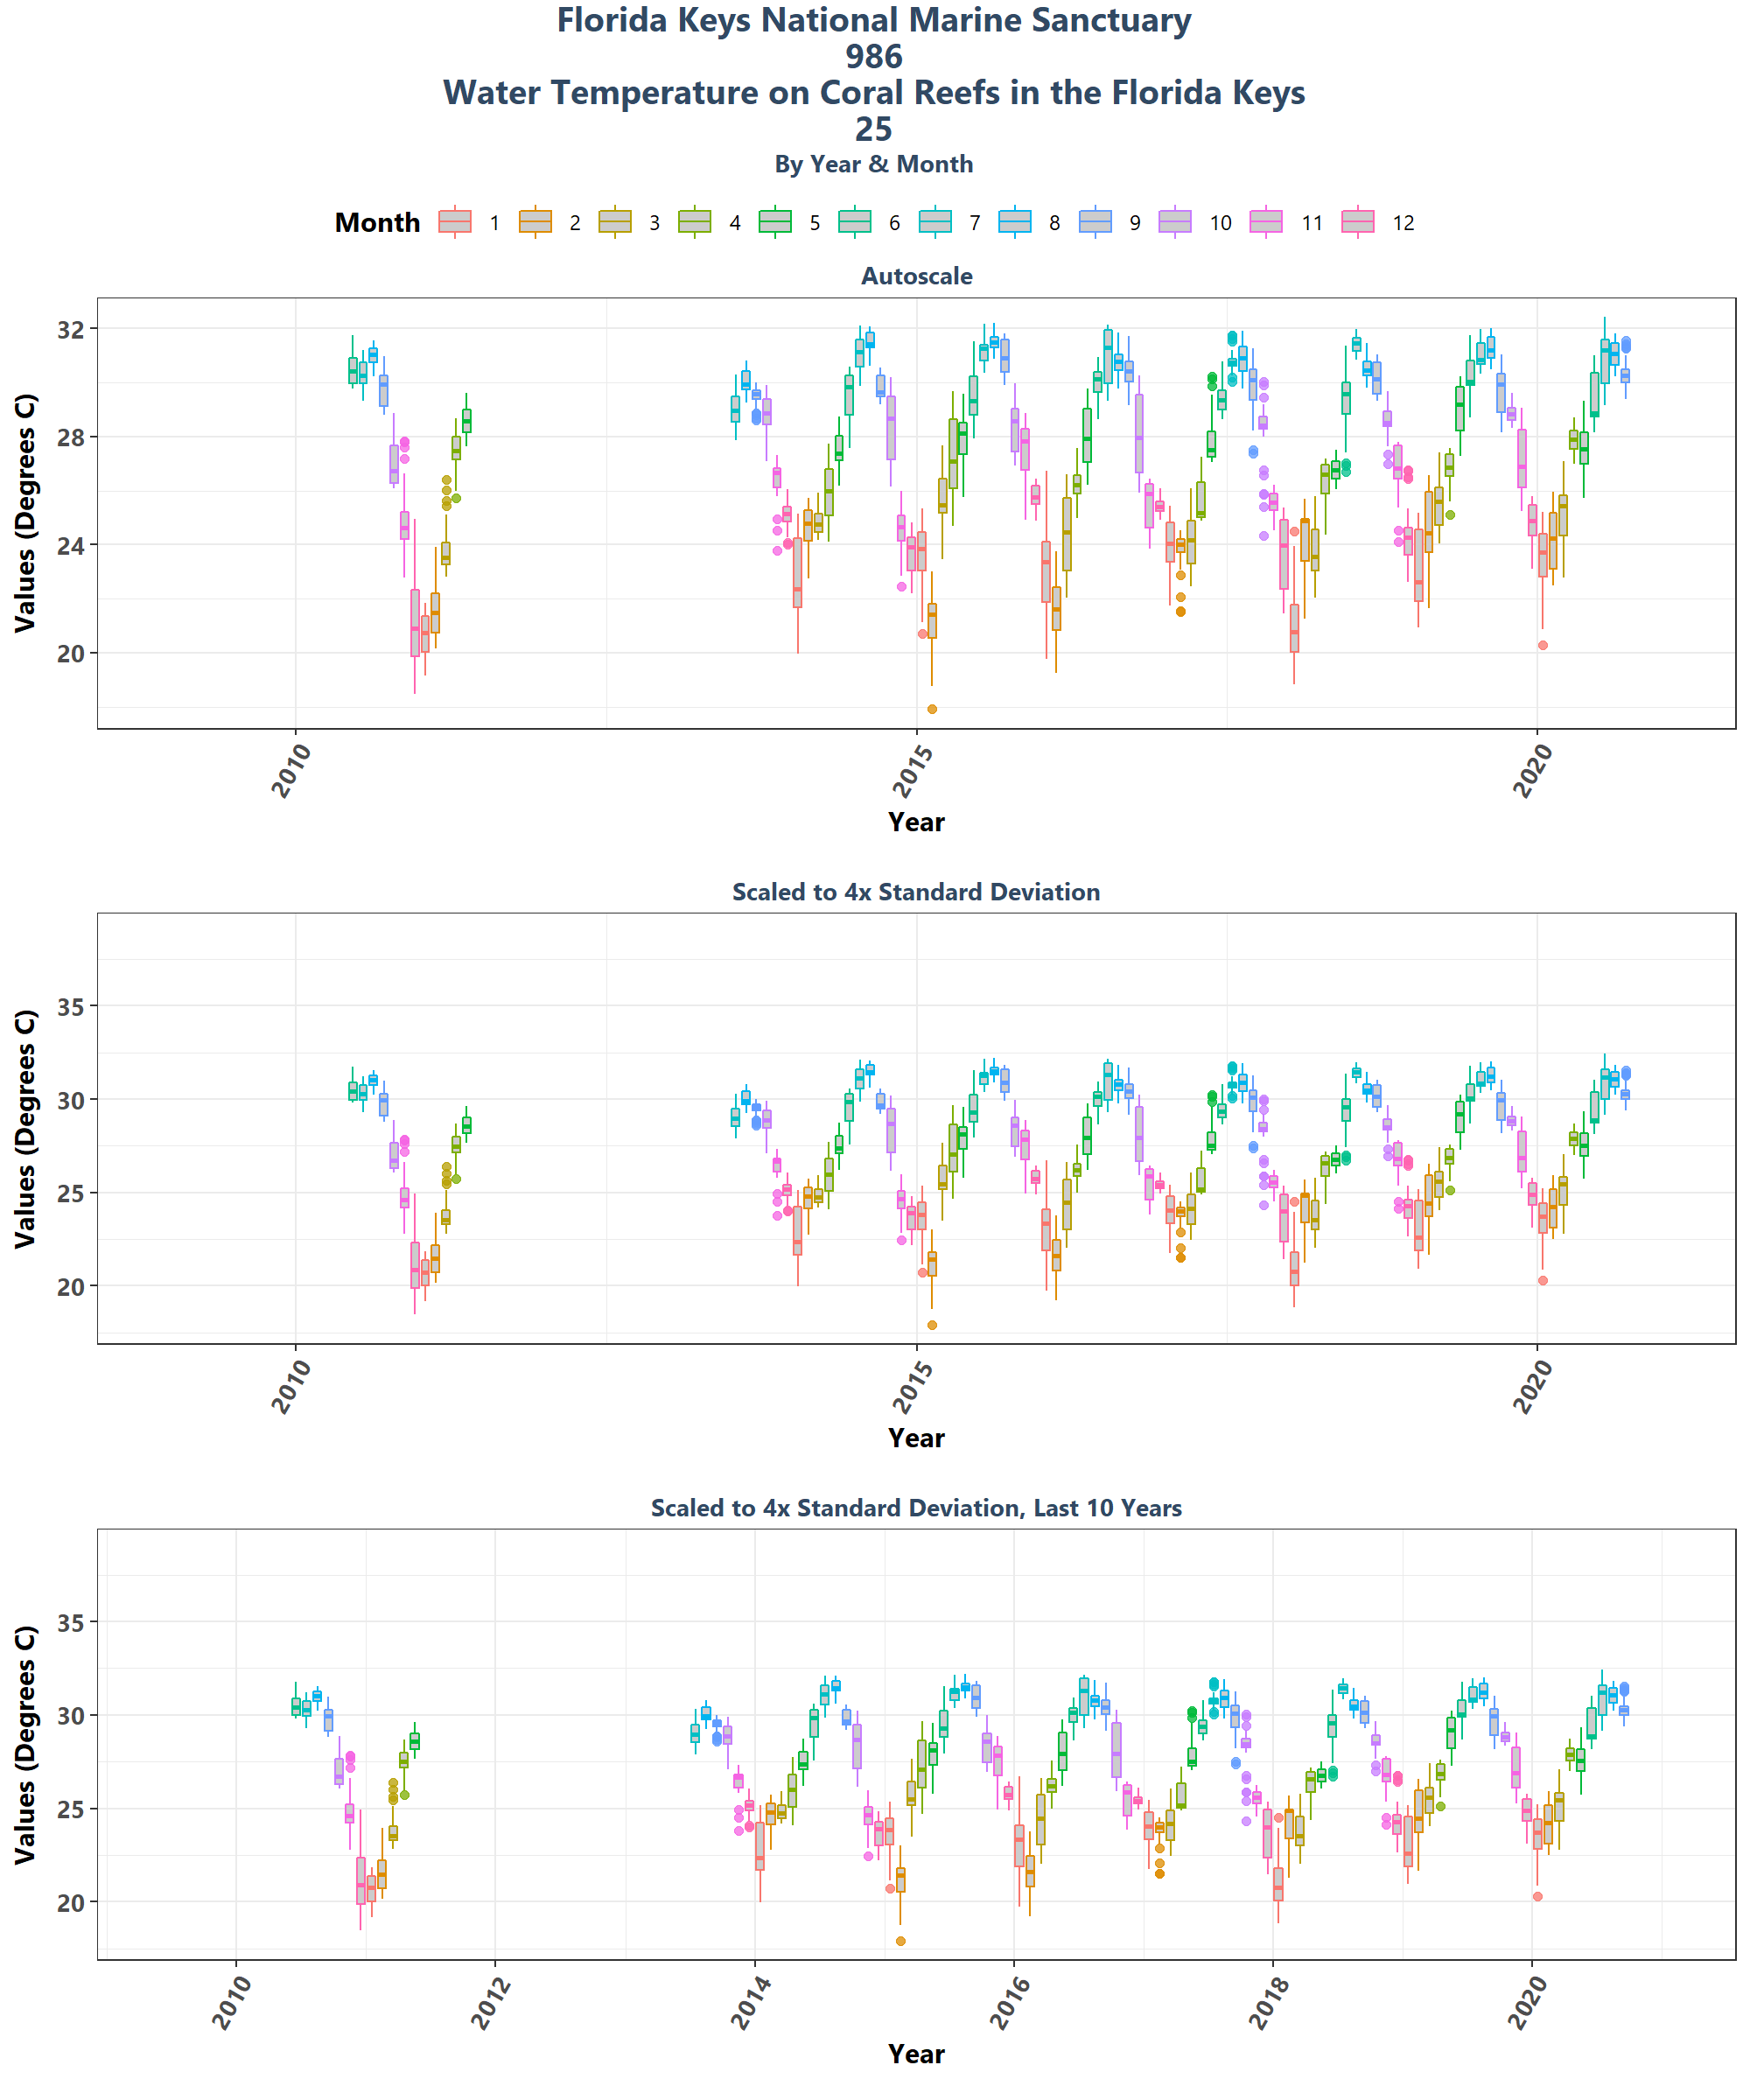 Florida Keys National Marine Sanctuary
986
Water Temperature on Coral Reefs in the Florida Keys
25
By Year & Month
Month 1 2 3 4 5 6 7 8 9 10 11 12
Autoscale
Values (Degrees C)
32
28
24
20
2010 2015 2020
Year
Scaled to 4x Standard Deviation
Values (Degrees C)
35
30
25
20
2010 2015 2020
Year
Scaled to 4x Standard Deviation, Last 10 Years
Values (Degrees C)
35
30
25
20
2010 2012 2014 2016 2018 2020
Year